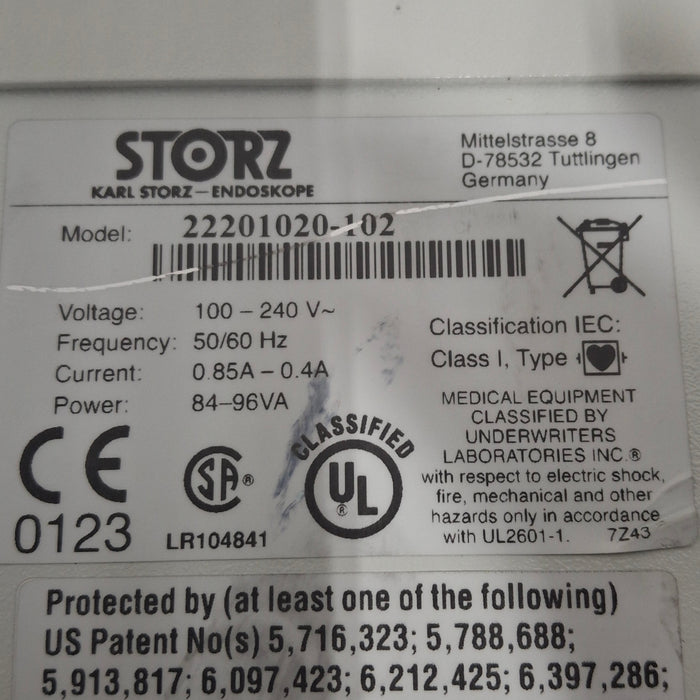 STORZ
KARL STORZ — ENDOSKOPE
Mittelstrasse 8
D-78532 Tuttlingen
Germany
Model: 22201020-102
Voltage: 100 – 240 V~
Frequency: 50/60 Hz
Current: 0.85A – 0.4A
Power: 84–96VA
Classification IEC:
Class I, Type
MEDICAL EQUIPMENT
CLASSIFIED BY
UNDERWRITERS
LABORATORIES INC.®
with respect to electric shock,
fire, mechanical and other
hazards only in accordance
with UL2601-1. 7Z43
CE
0123
SA®
LR104841
CLASSIFIED
UL
®
Protected by (at least one of the following)
US Patent No(s) 5,716,323; 5,788,688;
5,913,817; 6,097,423; 6,212,425; 6,397,286;